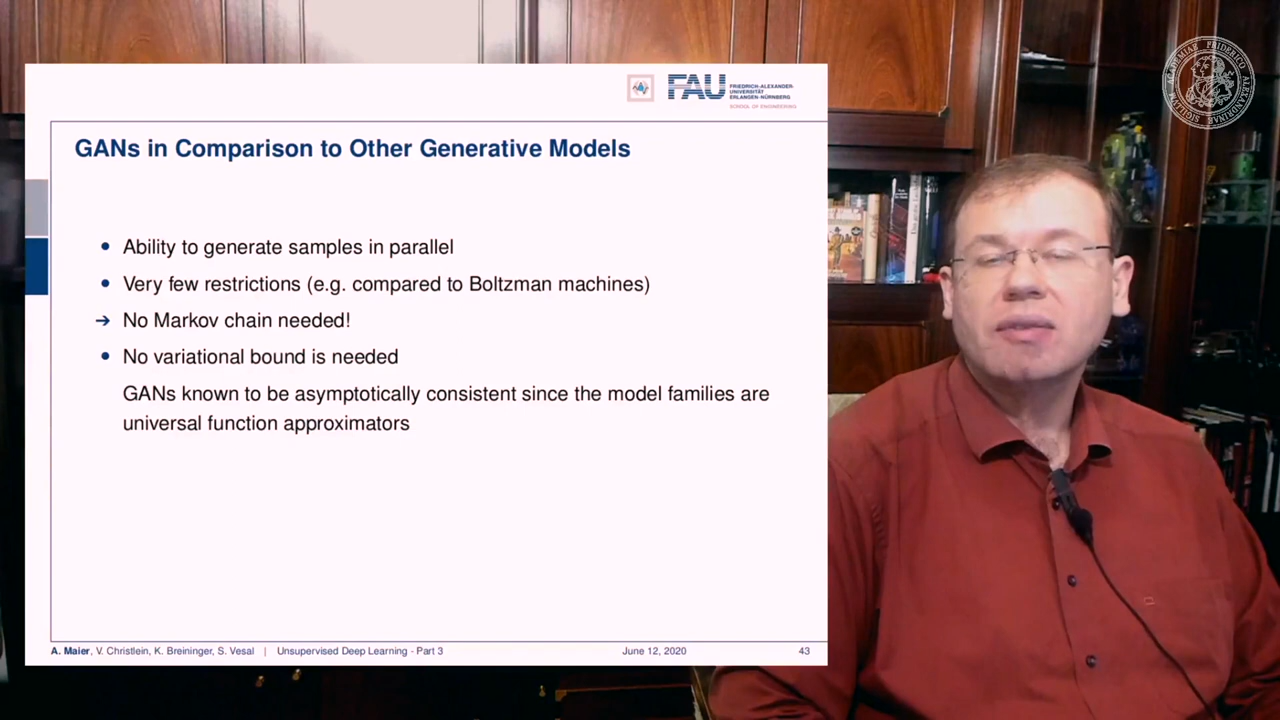 FAU
FRIEDRICH-ALEXANDER-
UNIVERSITÄT
ERLANGEN-NÜRNBERG
SCHOOL OF ENGINEERING
GANs in Comparison to Other Generative Models
Ability to generate samples in parallel
Very few restrictions (e.g. compared to Boltzman machines)
No Markov chain needed!
No variational bound is needed
GANs known to be asymptotically consistent since the model families are
universal function approximators
A. Maier, V. Christlein, K. Breininger, S. Vesal | Unsupervised Deep Learning - Part 3 June 12, 2020 43